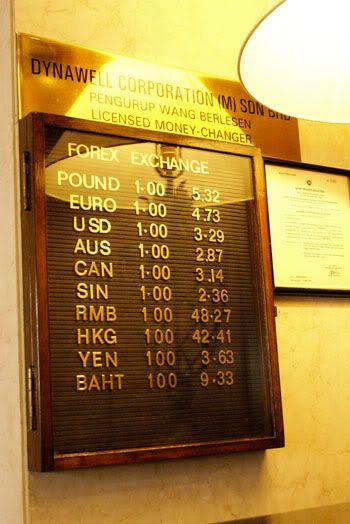 DYNAWELL CORPORATION (M) SDN BHD
PENGURUP WANG BERLESEN
LICENSED MONEY-CHANGER
FOREX EXCHANGE
POUND 1·00 5.32
EURO 1·00 4.73
USD 1·00 3·29
AUS 1·00 2.87
CAN 1·00 3.14
SIN 1·00 2·36
RMB 100 48·27
HKG 100 42·41
YEN 100 3·63
BAHT 100 9.33